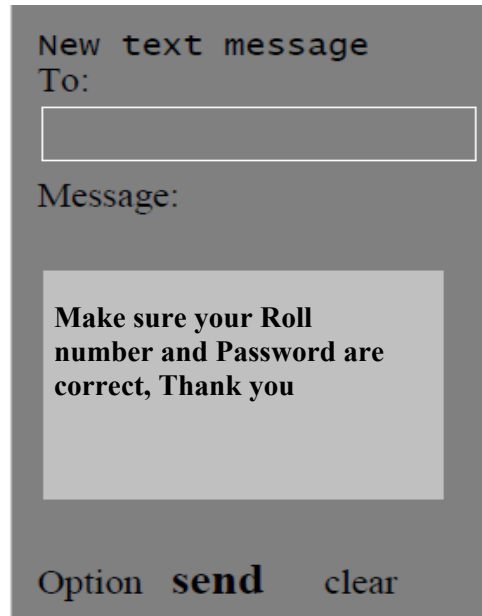 New text message
To:
Message:
Make sure your Roll
number and Password are
correct, Thank you
Option send clear